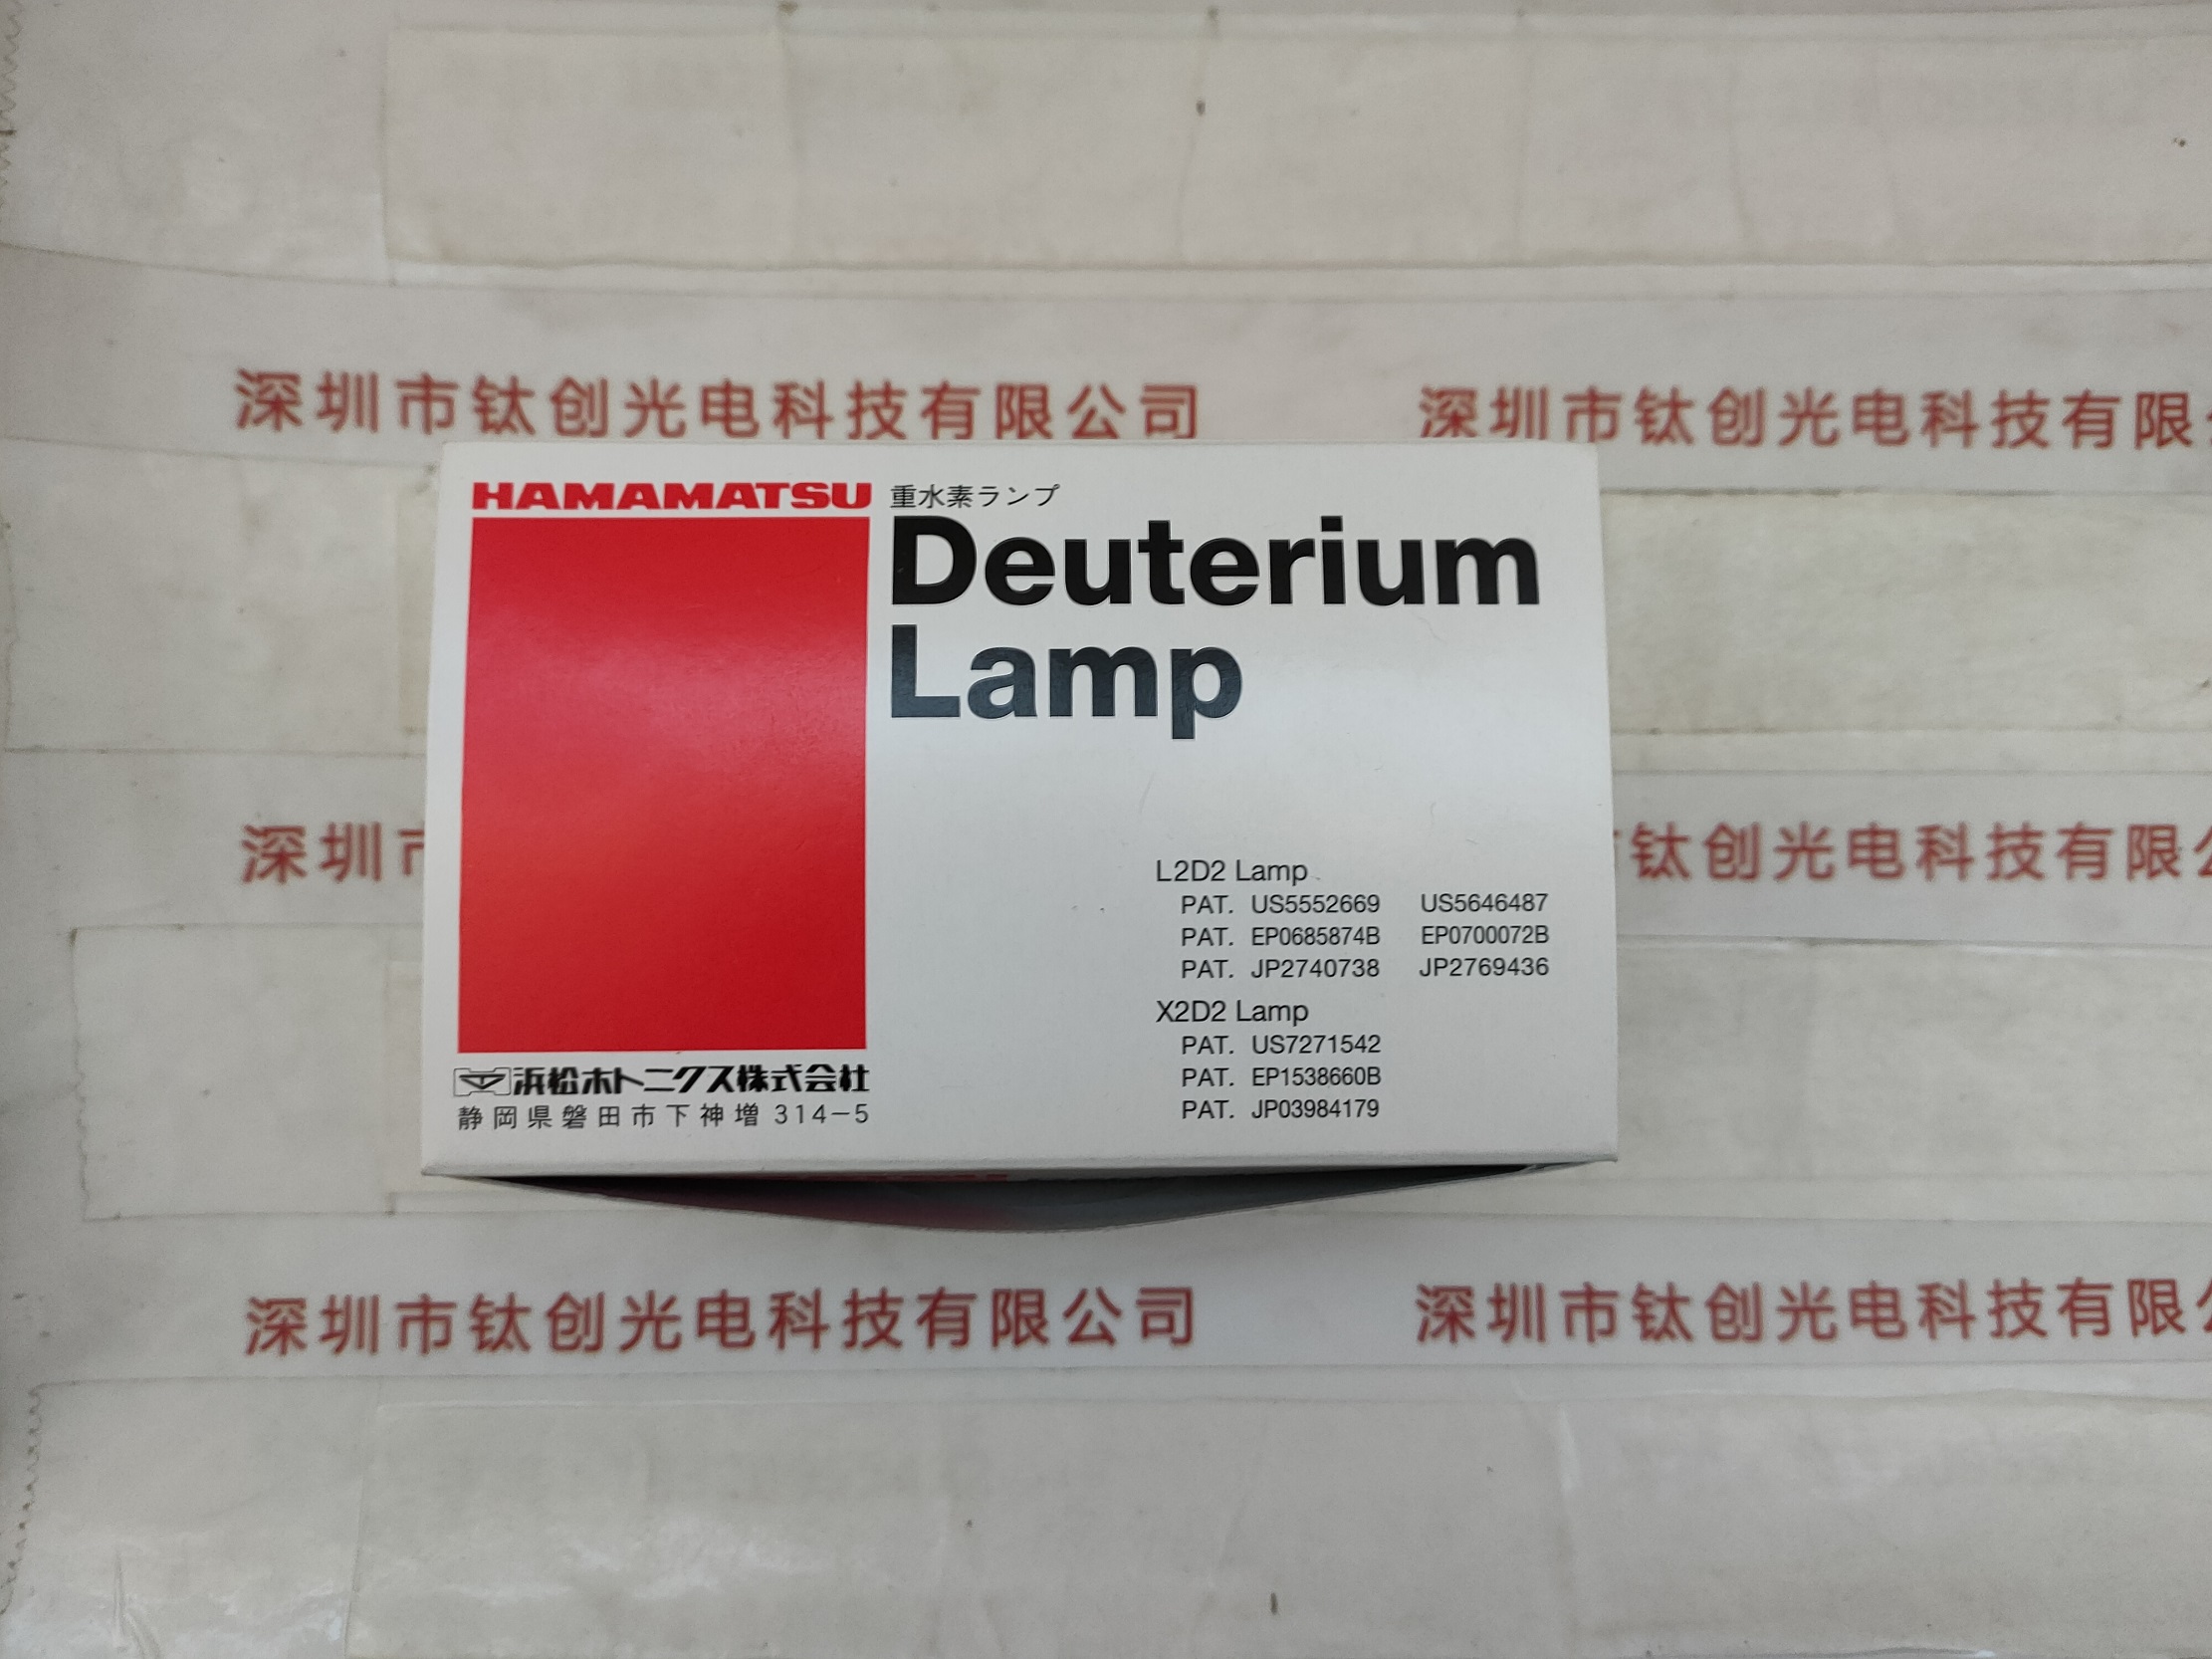 深圳市钛创光电科技有限公司 深圳市钛创光电科技有限
HAMAMATSU
重水素ランプ
Deuterium
Lamp
深圳市 钛创光电科技有限公
L2D2 Lamp
PAT. US5552669 US5646487
PAT. EP0685874B EP0700072B
PAT. JP2740738 JP2769436
X2D2 Lamp
PAT. US7271542
PAT. EP1538660B
PAT. JP03984179
浜松ホトニクス株式会社
静岡県磐田市下神増 314-5
深圳市钛创光电科技有限公司 深圳市钛创光电科技有限公